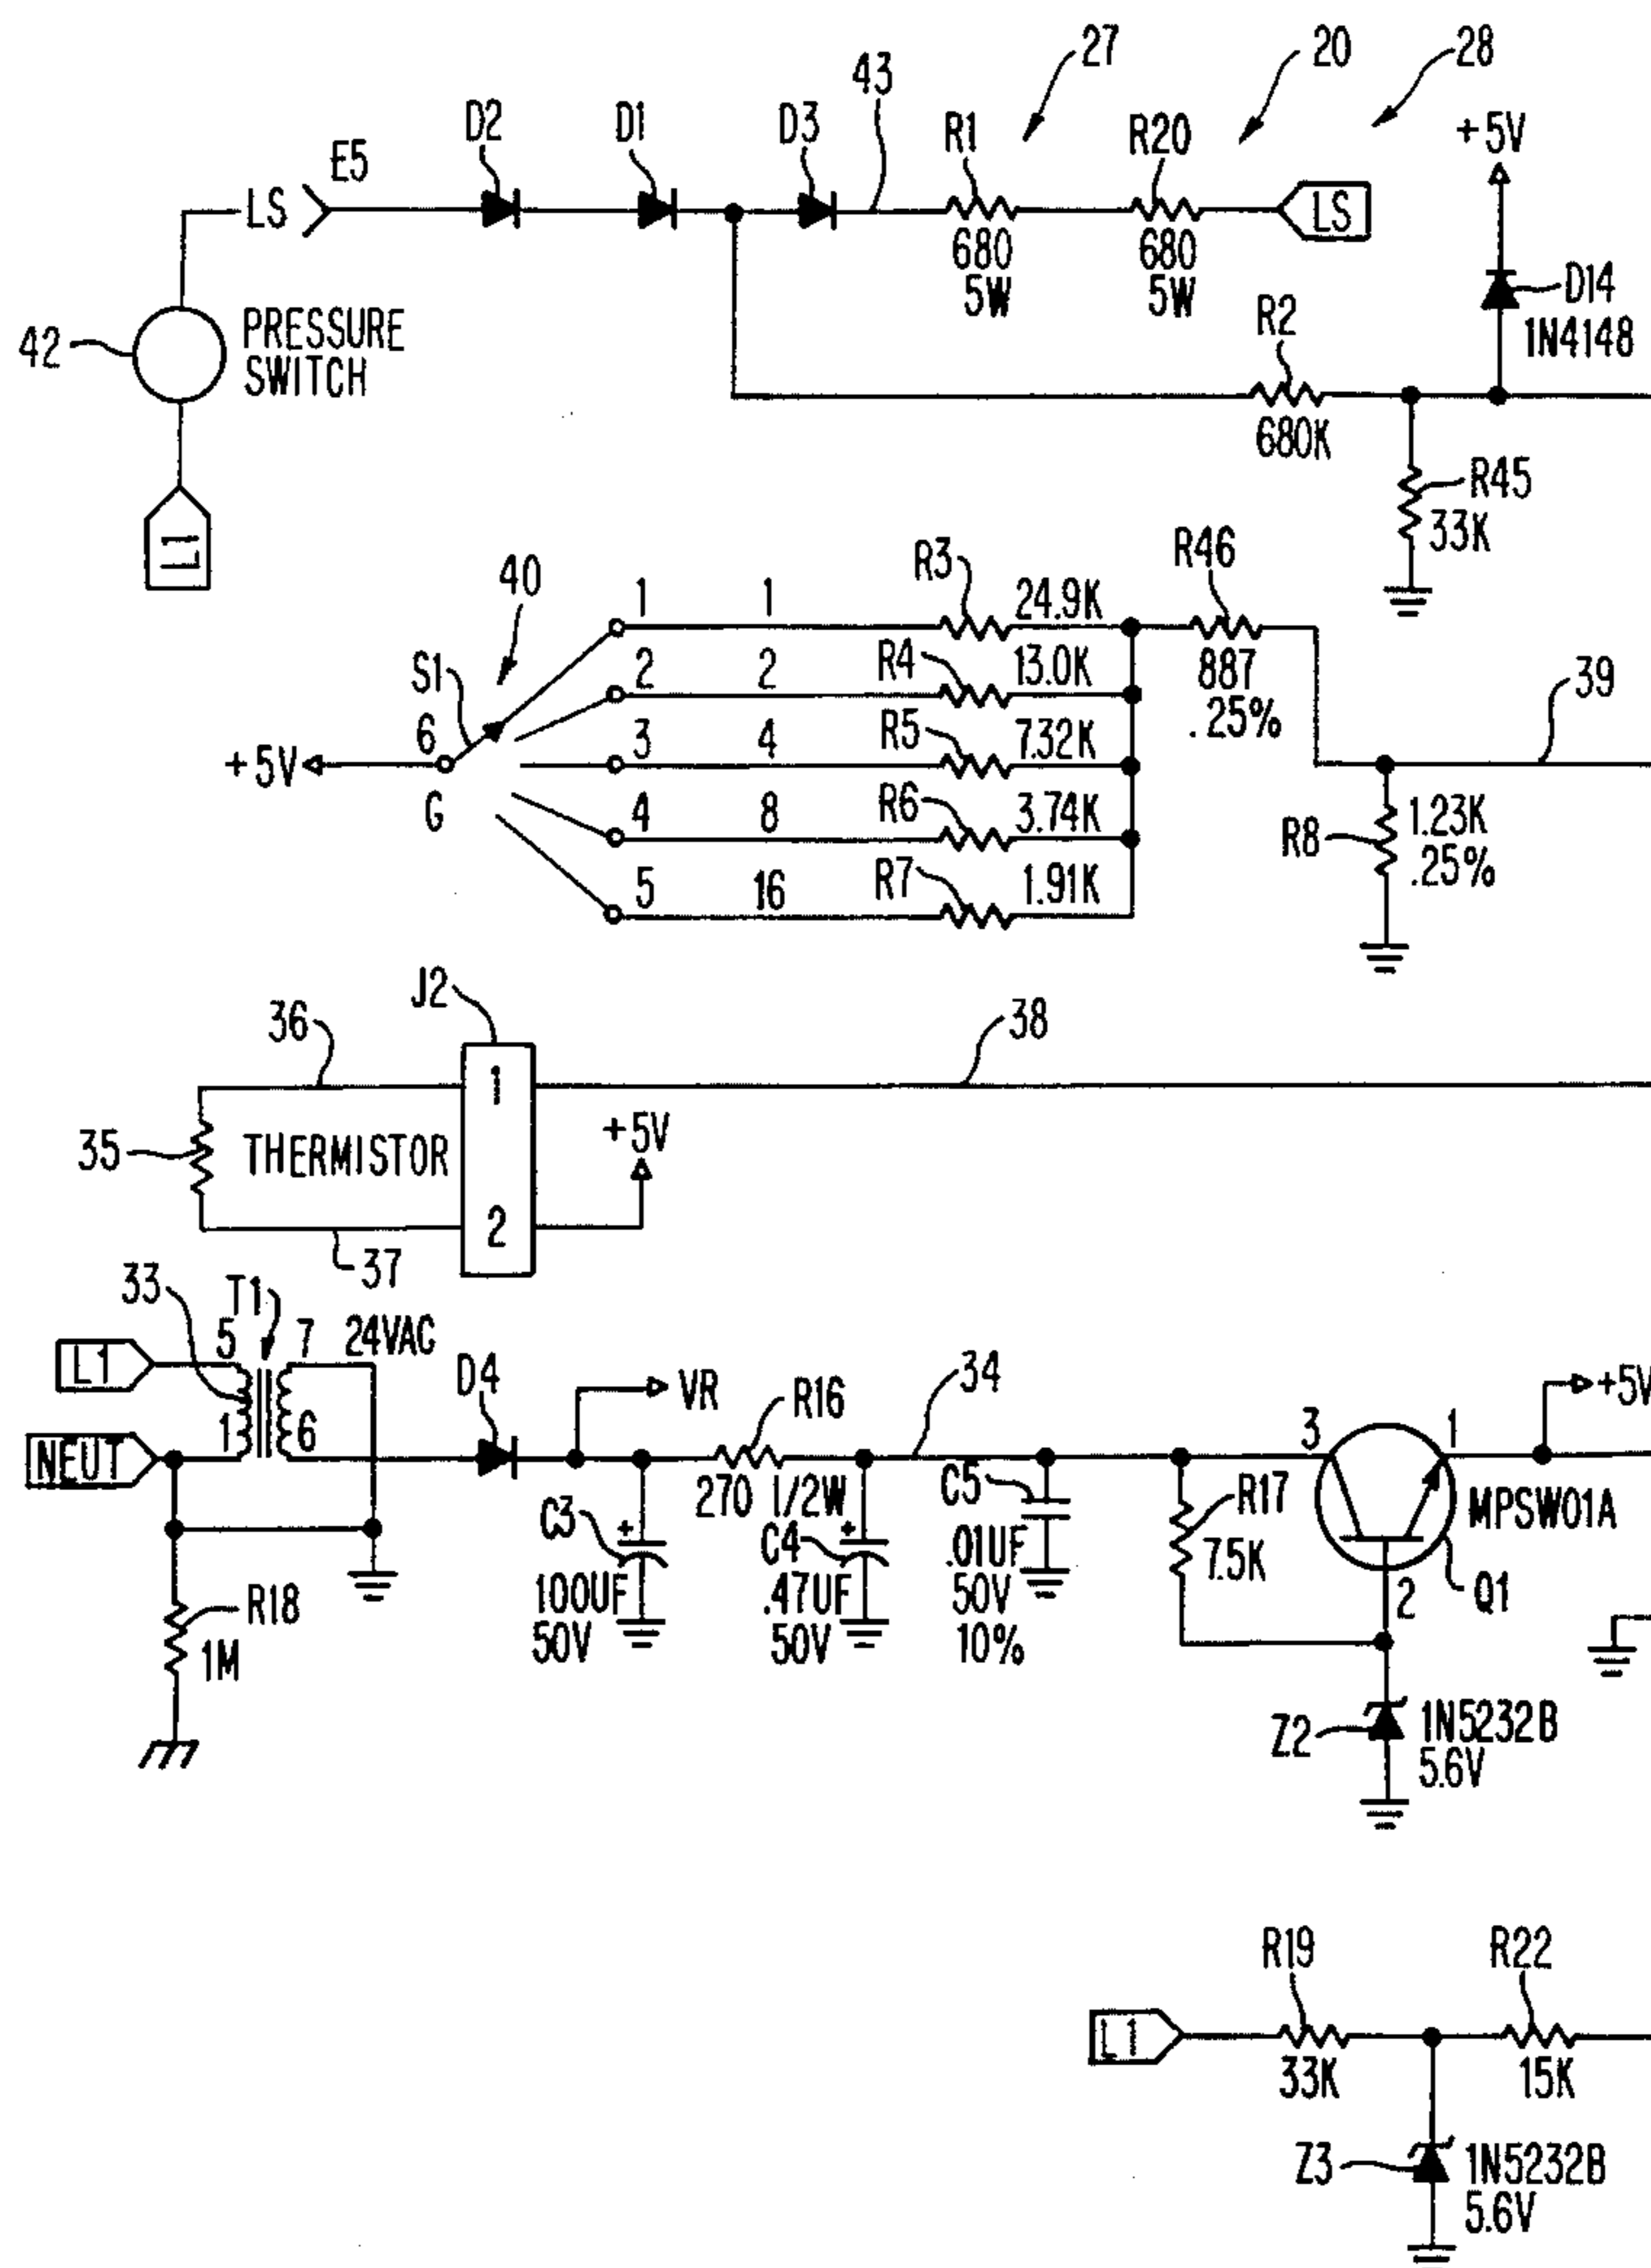 27
20
28
43
D2
D1
D3
R1
R20
+5V
E5
LS
LS
680
5W
680
5W
D14
1N4148
42
PRESSURE
SWITCH
R2
680K
L1
R45
33K
40
1 1
R3
24.9K
R46
S1
2 2
R4
13.0K
887
.25%
39
6
3 4
R5
7.32K
+5V
G
4 8
R6
3.74K
R8
1.23K
.25%
5 16
R7
1.91K
J2
36
38
1
35
THERMISTOR
+5V
2
37
33
T1
5
7
24VAC
L1
D4
VR
R16
34
+5V
1
6
3
1
NEUT
270 1/2W
C5
R17
MPSW01A
C3
C4
.01UF
7.5K
100UF
.47UF
50V
2
Q1
R18
50V
50V
10%
1M
Z2
1N5232B
5.6V
R19
R22
L1
33K
15K
Z3
1N5232B
5.6V